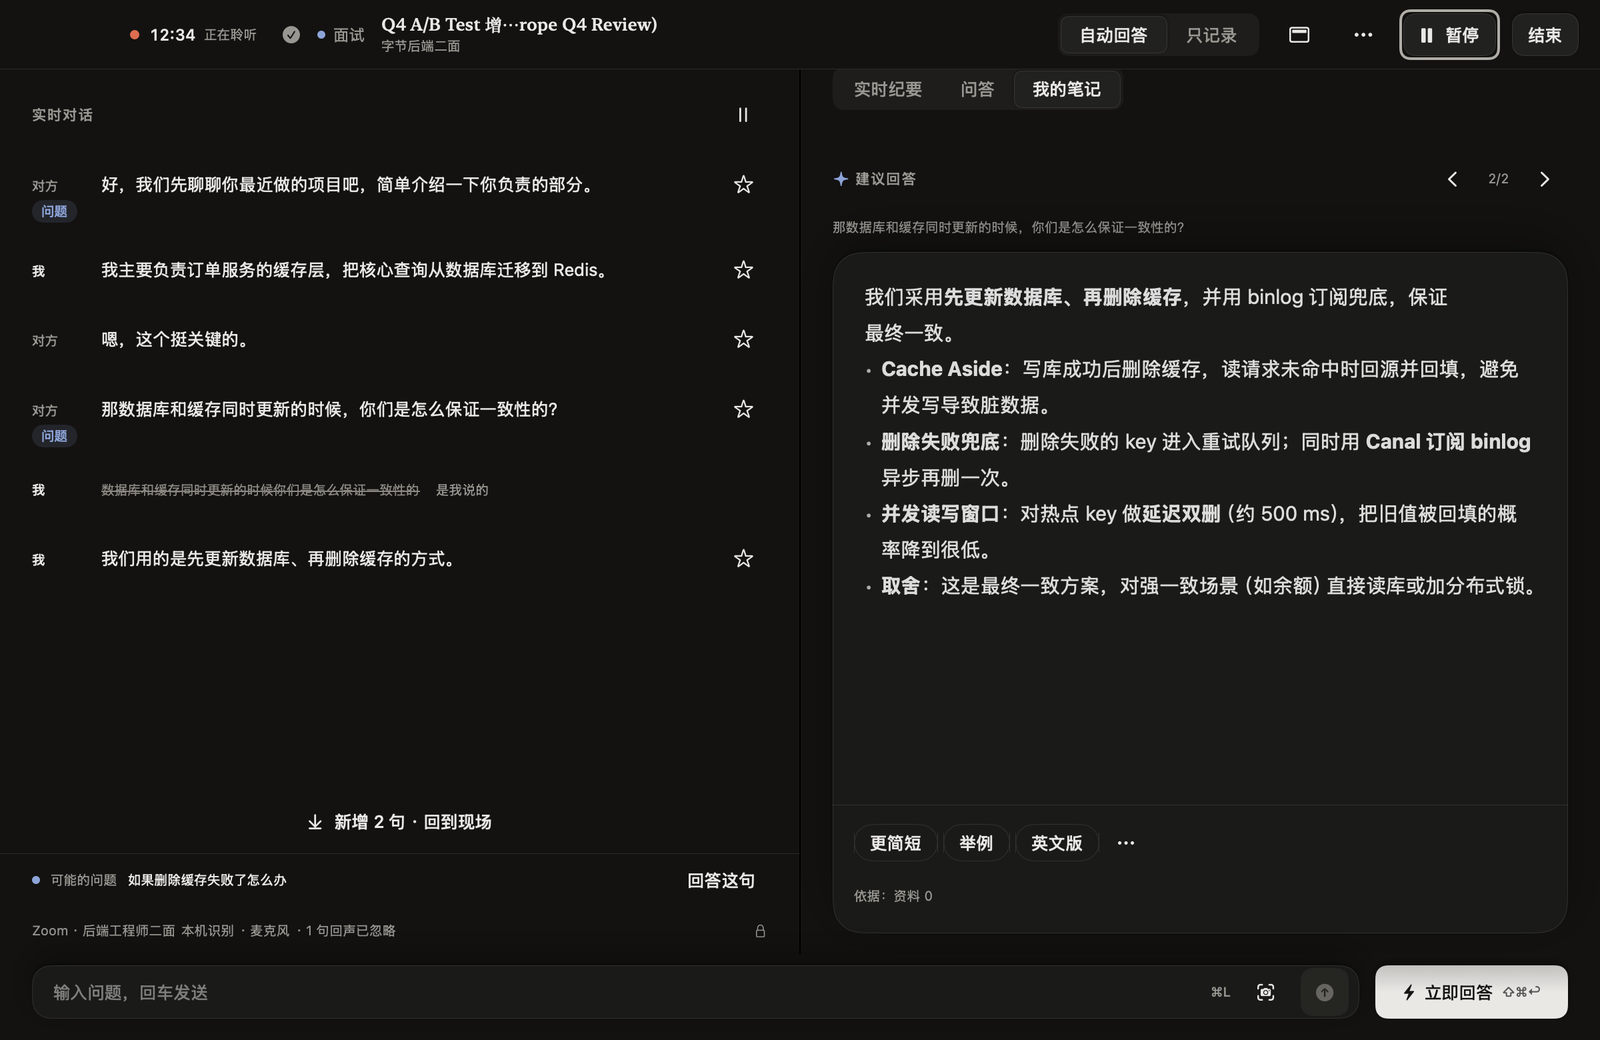 12:34 正在聆听
面试
Q4 A/B Test 增…rope Q4 Review)
字节后端二面
自动回答
只记录
暂停
结束
实时对话
对方
好，我们先聊聊你最近做的项目吧，简单介绍一下你负责的部分。
问题
我
我主要负责订单服务的缓存层，把核心查询从数据库迁移到 Redis。
对方
嗯，这个挺关键的。
对方
那数据库和缓存同时更新的时候，你们是怎么保证一致性的？
问题
我
数据库和缓存同时更新的时候你们是怎么保证一致性的
是我说的
我
我们用的是先更新数据库、再删除缓存的方式。
新增 2 句 · 回到现场
可能的问题
如果删除缓存失败了怎么办
回答这句
Zoom · 后端工程师二面 本机识别 · 麦克风 · 1 句回声已忽略
实时纪要
问答
我的笔记
建议回答
2/2
那数据库和缓存同时更新的时候，你们是怎么保证一致性的？
我们采用先更新数据库、再删除缓存，并用 binlog 订阅兜底，保证
最终一致。
• Cache Aside：写库成功后删除缓存，读请求未命中时回源并回填，避免
并发写导致脏数据。
• 删除失败兜底：删除失败的 key 进入重试队列；同时用 Canal 订阅 binlog
异步再删一次。
• 并发读写窗口：对热点 key 做延迟双删（约 500 ms），把旧值被回填的概
率降到很低。
• 取舍：这是最终一致方案，对强一致场景（如余额）直接读库或加分布式锁。
更简短
举例
英文版
依据：资料 0
输入问题，回车发送
⌘L
立即回答 ⇧⌘↩